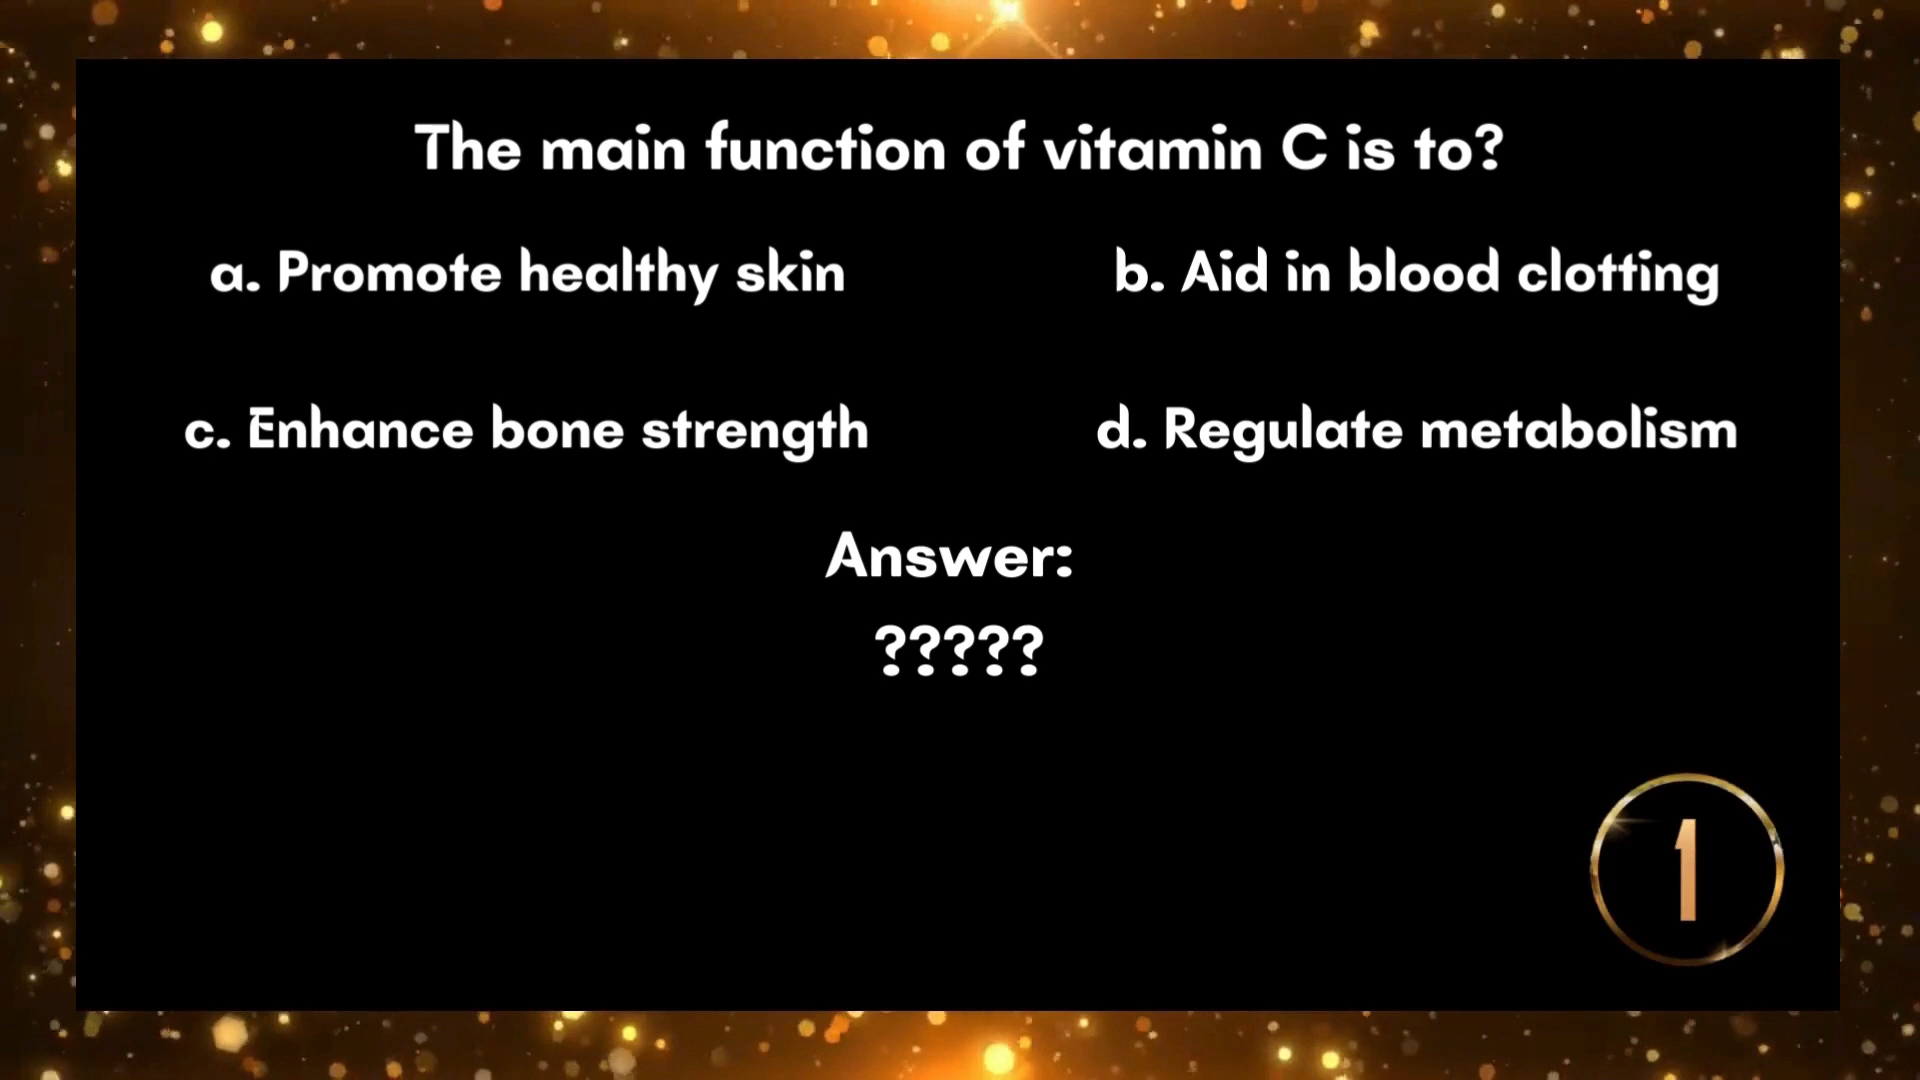 The main function of vitamin C is to?
a. Promote healthy skin
b. Aid in blood clotting
c. Enhance bone strength
d. Regulate metabolism
Answer:
?????
1